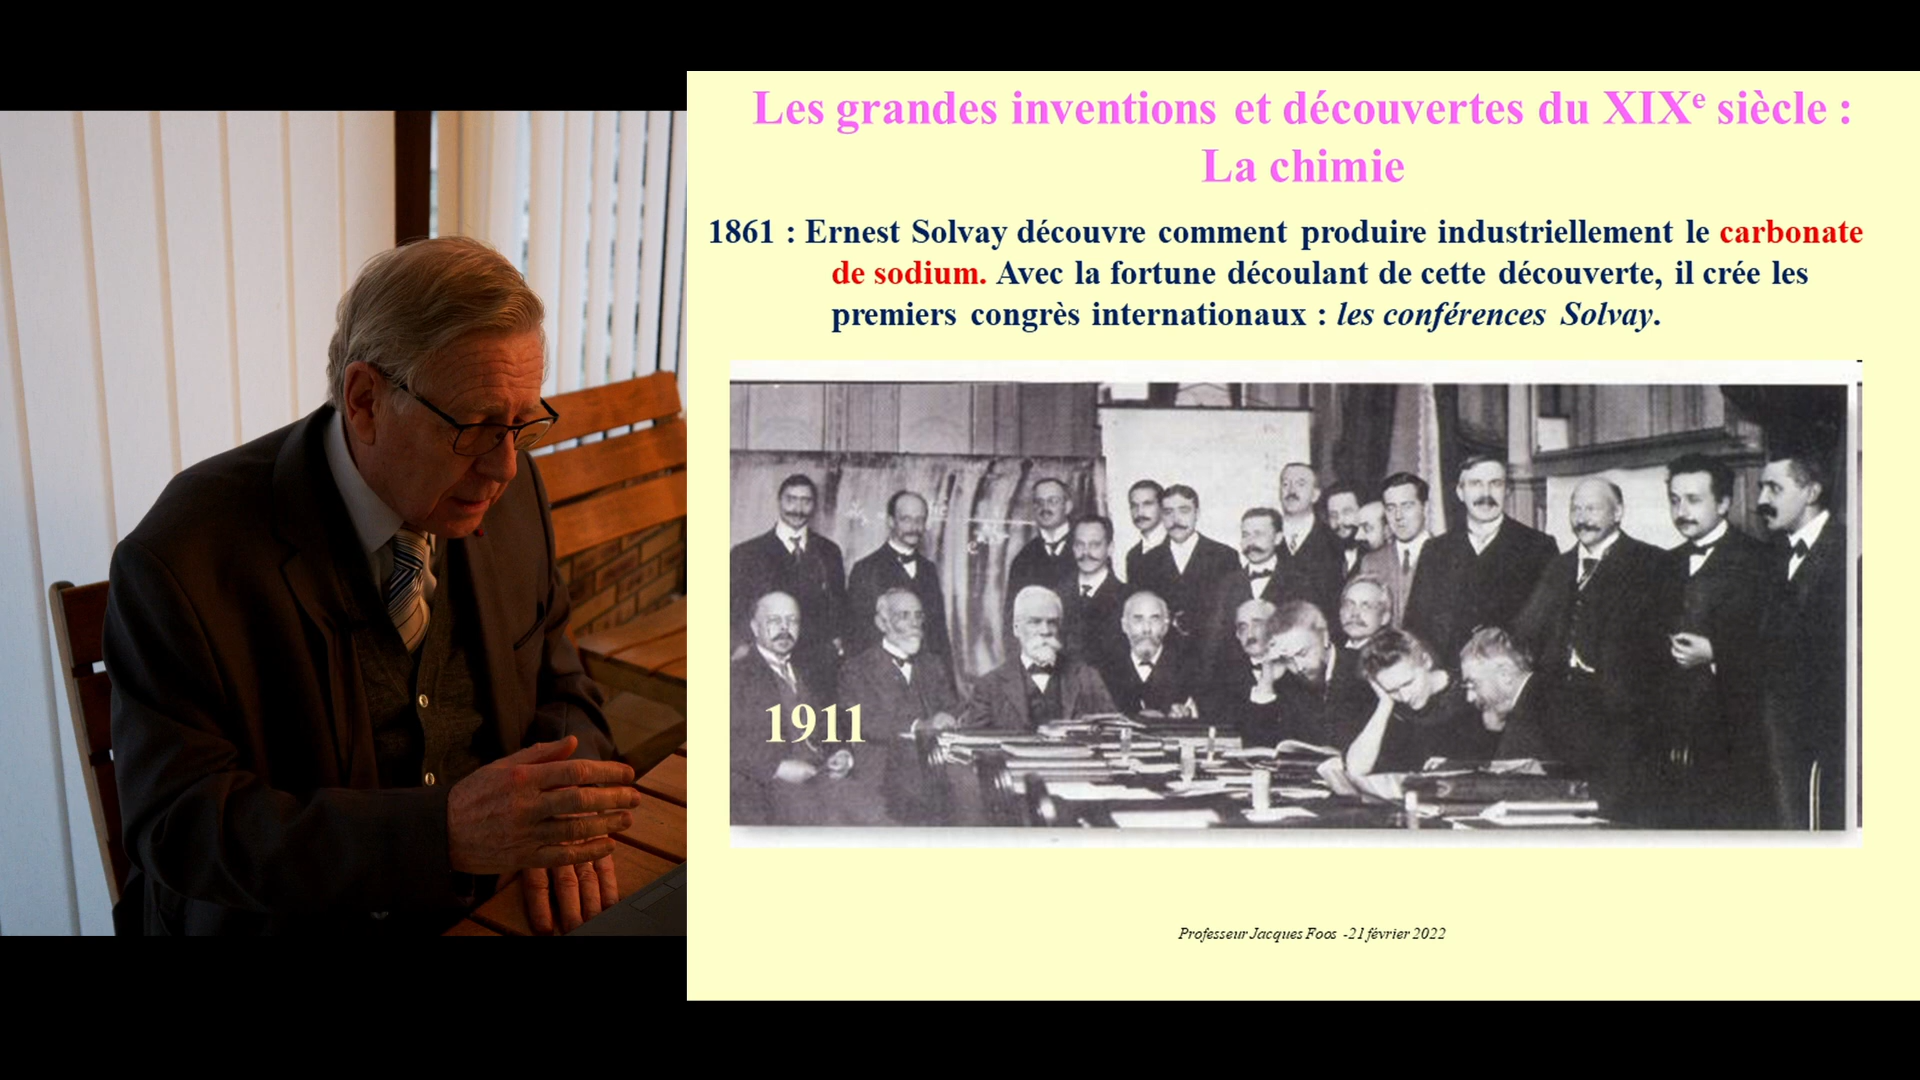 Les grandes inventions et découvertes du XIXe siècle :
La chimie
1861 : Ernest Solvay découvre comment produire industriellement le carbonate
de sodium. Avec la fortune découlant de cette découverte, il crée les
premiers congrès internationaux : les conférences Solvay.
1911
Professeur Jacques Foos -21 février 2022